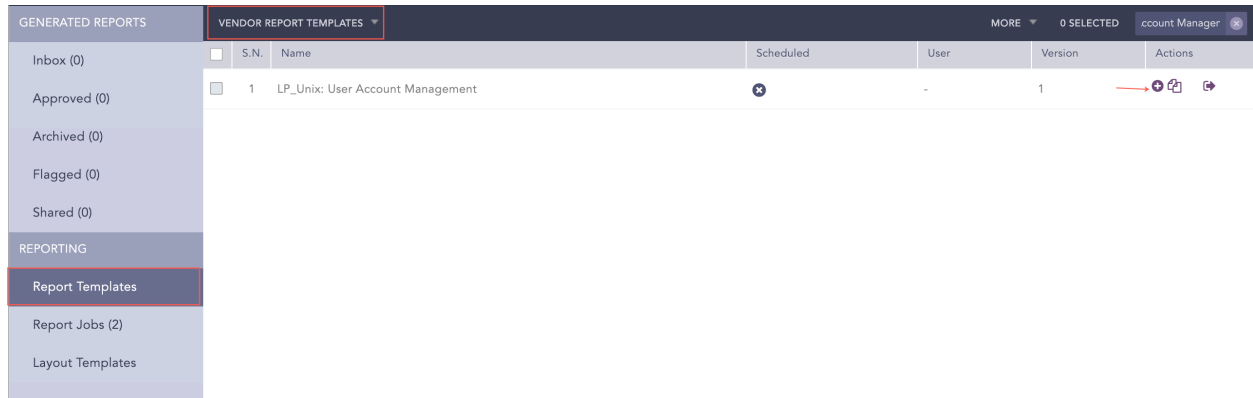 GENERATED REPORTS
VENDOR REPORT TEMPLATES
MORE
0 SELECTED
ccount Manager
Inbox (0)
Approved (0)
Archived (0)
Flagged (0)
Shared (0)
REPORTING
Report Templates
Report Jobs (2)
Layout Templates
S.N. Name Scheduled User Version Actions
1 LP_Unix: User Account Management - 1